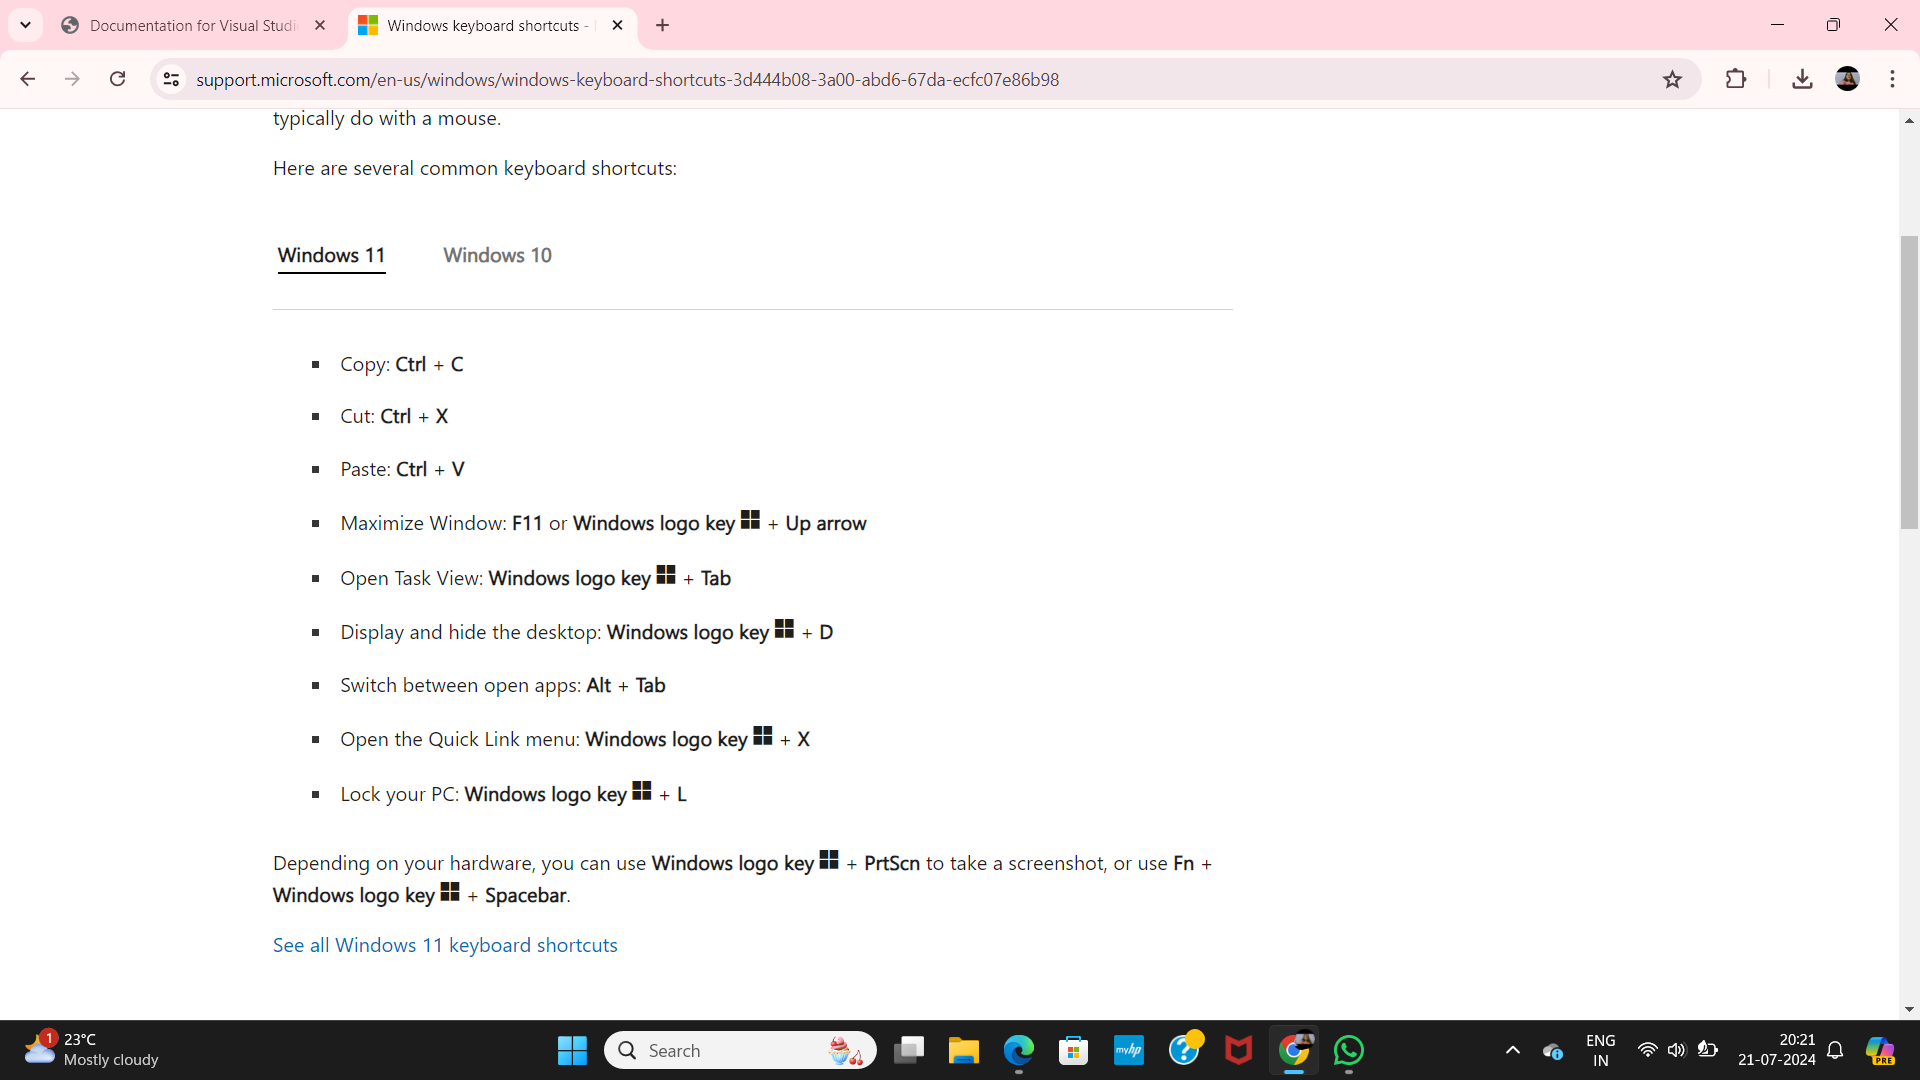 Documentation for Visual Studi
Windows keyboard shortcuts -
support.microsoft.com/en-us/windows/windows-keyboard-shortcuts-3d444b08-3a00-abd6-67da-ecfc07e86b98
typically do with a mouse.
Here are several common keyboard shortcuts:
Windows 11 Windows 10
Copy: Ctrl + C
Cut: Ctrl + X
Paste: Ctrl + V
Maximize Window: F11 or Windows logo key + Up arrow
Open Task View: Windows logo key + Tab
Display and hide the desktop: Windows logo key + D
Switch between open apps: Alt + Tab
Open the Quick Link menu: Windows logo key + X
Lock your PC: Windows logo key + L
Depending on your hardware, you can use Windows logo key + PrtScn to take a screenshot, or use Fn +
Windows logo key + Spacebar.
See all Windows 11 keyboard shortcuts
1
23°C
Mostly cloudy
Search
myhp
ENG
IN
20:21
21-07-2024
PRE